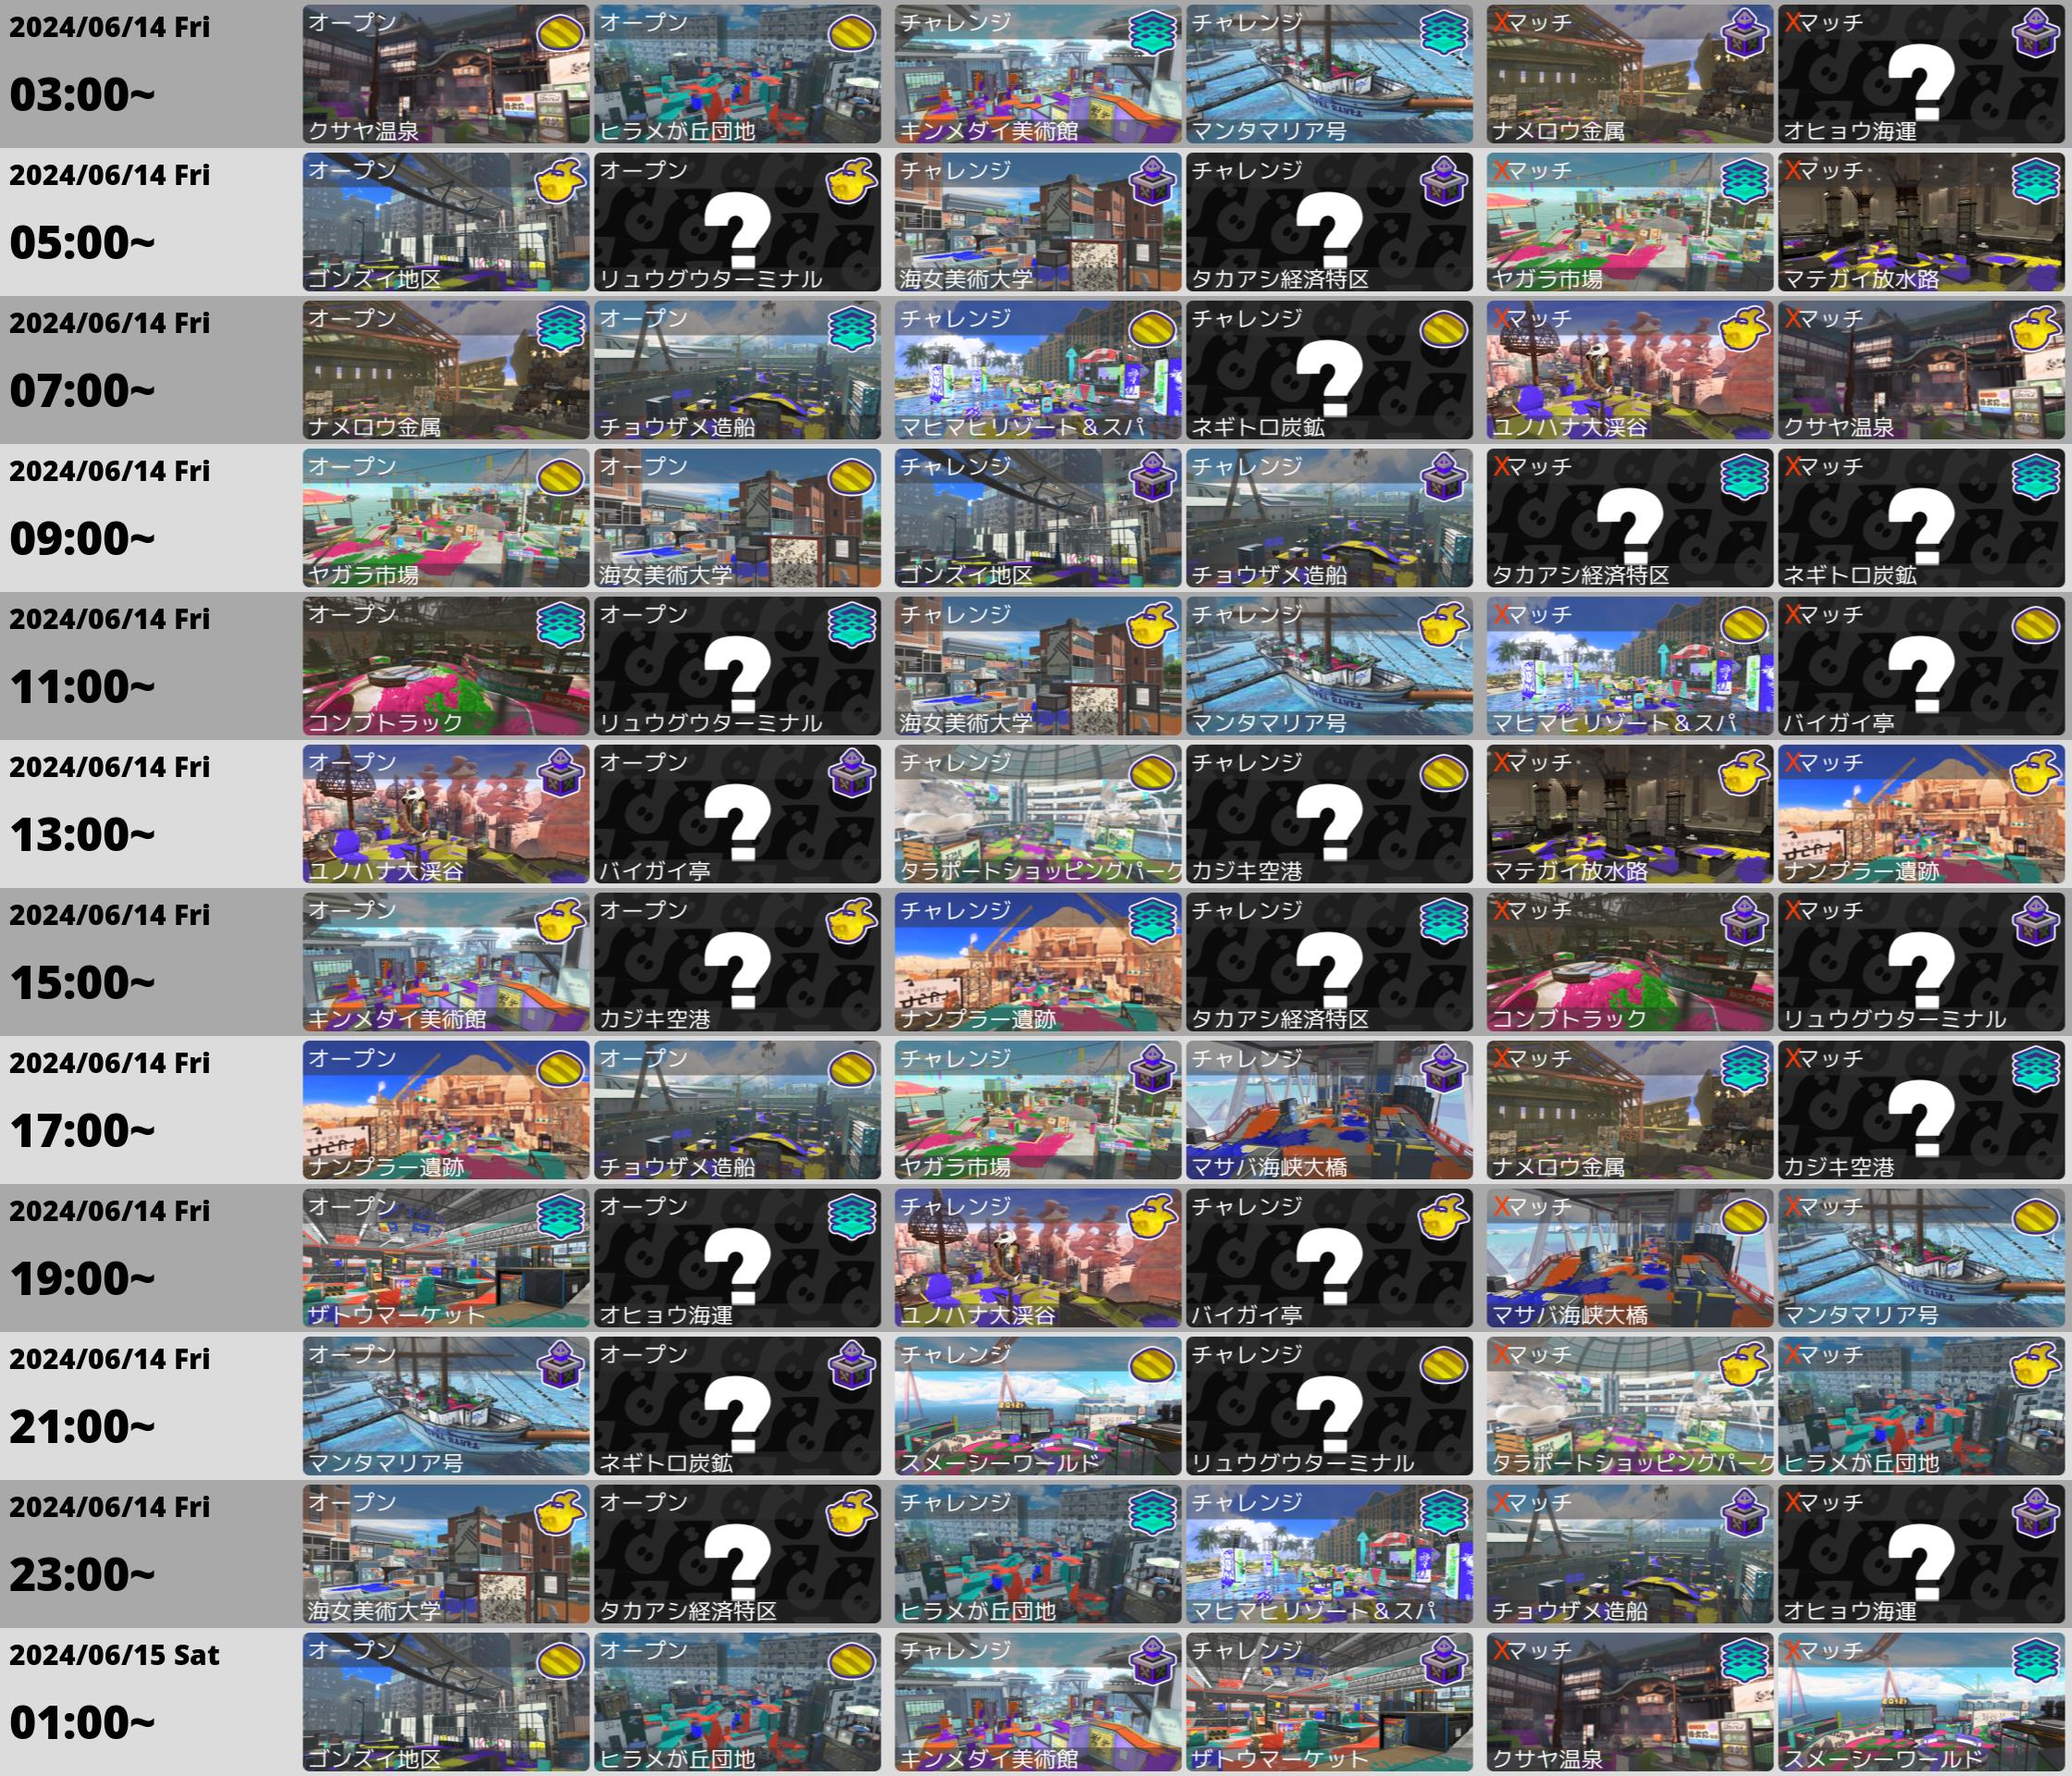 2024/06/14 Fri
03:00~
オープン
クサヤ温泉
オープン
ヒラメが丘団地
チャレンジ
キンメダイ美術館
チャレンジ
マンタマリア号
Xマッチ
ナメロウ金属
Xマッチ
?
オヒョウ海運
2024/06/14 Fri
05:00~
オープン
ゴンズイ地区
オープン
?
リュウグウターミナル
チャレンジ
海女美術大学
チャレンジ
?
タカアシ経済特区
Xマッチ
ヤガラ市場
Xマッチ
マテガイ放水路
2024/06/14 Fri
07:00~
オープン
ナメロウ金属
オープン
チョウザメ造船
チャレンジ
マヒマヒリゾート＆スパ
チャレンジ
?
ネギトロ炭鉱
Xマッチ
ユノハナ大渓谷
Xマッチ
クサヤ温泉
2024/06/14 Fri
09:00~
オープン
ヤガラ市場
オープン
海女美術大学
チャレンジ
ゴンズイ地区
チャレンジ
チョウザメ造船
Xマッチ
?
タカアシ経済特区
Xマッチ
?
ネギトロ炭鉱
2024/06/14 Fri
11:00~
オープン
コンブトラック
オープン
?
リュウグウターミナル
チャレンジ
海女美術大学
チャレンジ
マンタマリア号
Xマッチ
マヒマヒリゾート＆スパ
Xマッチ
?
バイガイ亭
2024/06/14 Fri
13:00~
オープン
ユノハナ大渓谷
オープン
?
バイガイ亭
チャレンジ
タラポートショッピングパーク
チャレンジ
?
カジキ空港
Xマッチ
マテガイ放水路
Xマッチ
ナンプラー遺跡
2024/06/14 Fri
15:00~
オープン
キンメダイ美術館
オープン
?
カジキ空港
チャレンジ
ナンプラー遺跡
チャレンジ
?
タカアシ経済特区
Xマッチ
コンブトラック
Xマッチ
?
リュウグウターミナル
2024/06/14 Fri
17:00~
オープン
ナンプラー遺跡
オープン
チョウザメ造船
チャレンジ
ヤガラ市場
チャレンジ
マサバ海峡大橋
Xマッチ
ナメロウ金属
Xマッチ
?
カジキ空港
2024/06/14 Fri
19:00~
オープン
ザトウマーケット
オープン
?
オヒョウ海運
チャレンジ
ユノハナ大渓谷
チャレンジ
?
バイガイ亭
Xマッチ
マサバ海峡大橋
Xマッチ
マンタマリア号
2024/06/14 Fri
21:00~
オープン
マンタマリア号
オープン
?
ネギトロ炭鉱
チャレンジ
スメーシーワールド
チャレンジ
?
リュウグウターミナル
Xマッチ
タラポートショッピングパーク
Xマッチ
ヒラメが丘団地
2024/06/14 Fri
23:00~
オープン
海女美術大学
オープン
?
タカアシ経済特区
チャレンジ
ヒラメが丘団地
チャレンジ
マヒマヒリゾート＆スパ
Xマッチ
チョウザメ造船
Xマッチ
?
オヒョウ海運
2024/06/15 Sat
01:00~
オープン
ゴンズイ地区
オープン
ヒラメが丘団地
チャレンジ
キンメダイ美術館
チャレンジ
ザトウマーケット
Xマッチ
クサヤ温泉
Xマッチ
スメーシーワールド